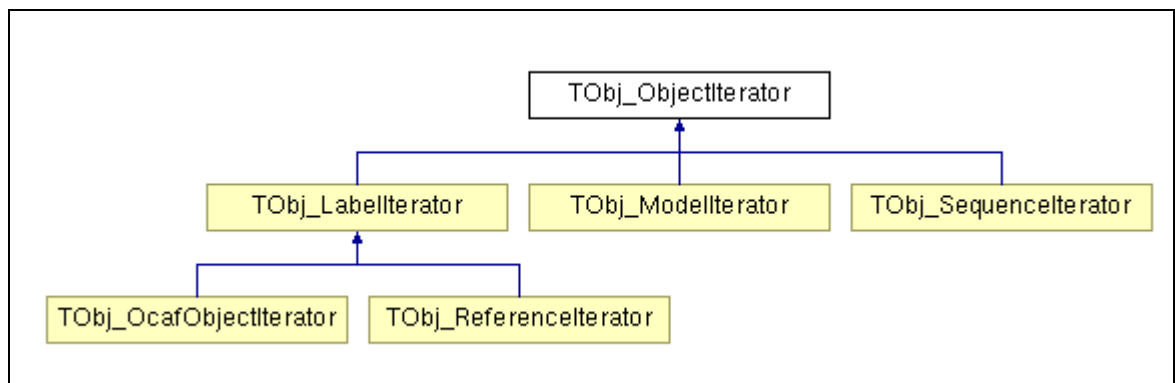 TObj_ObjectIterator
TObj_LabelIterator
TObj_ModelIterator
TObj_SequenceIterator
TObj_OcafObjectIterator
TObj_ReferenceIterator